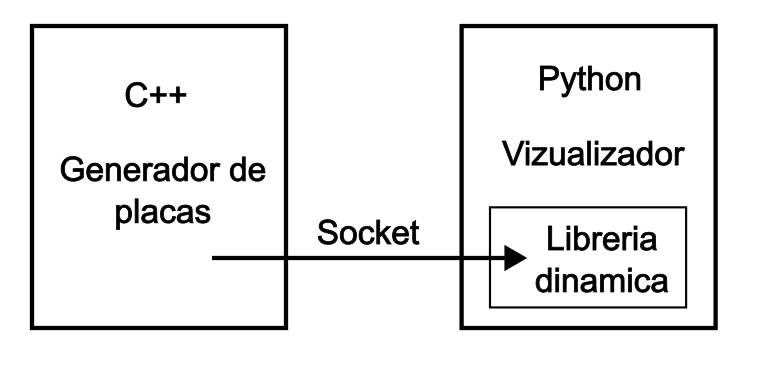 C++
Generador de
placas
Socket
Python
Vizualizador
Libreria
dinamica